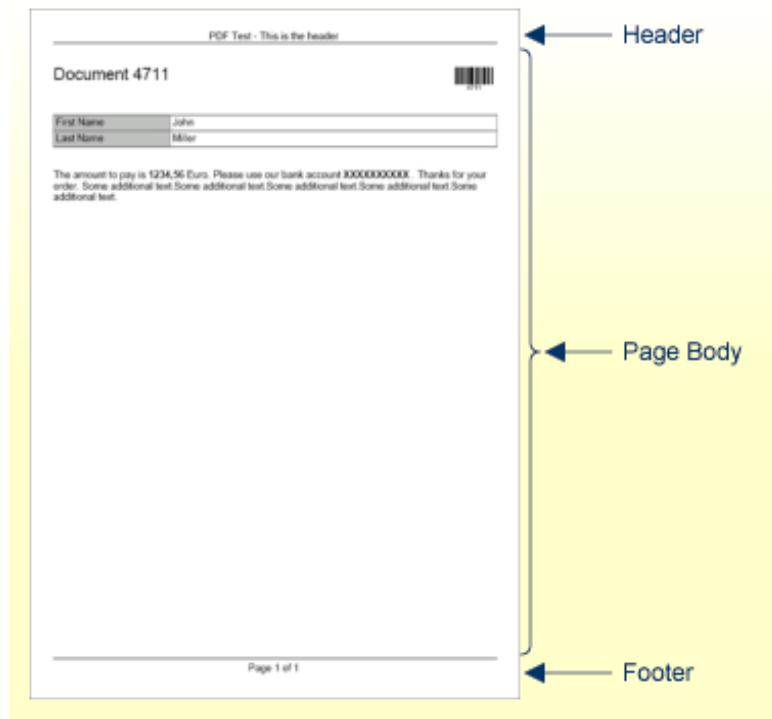 PDF Test - This is the header
Header
Document 4711
4711
First Name John
Last Name Miller
The amount to pay is 1234,56 Euro. Please use our bank account XXXXXXXXXXX . Thanks for your
order. Some additional text.Some additional text.Some additional text.Some additional text.Some
additional text.
Page Body
Page 1 of 1
Footer